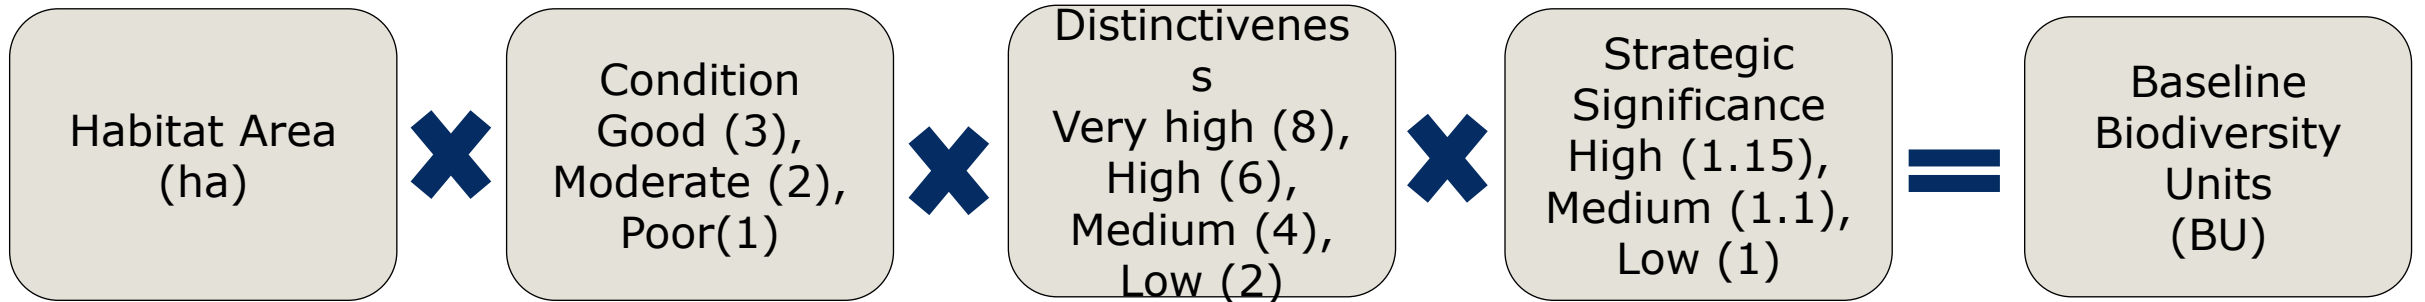 Habitat Area
(ha)
Condition
Good (3),
Moderate (2),
Poor(1)
Distinctivenes
s
Very high (8),
High (6),
Medium (4),
Low (2)
Strategic
Significance
High (1.15),
Medium (1.1),
Low (1)
Baseline
Biodiversity
Units
(BU)